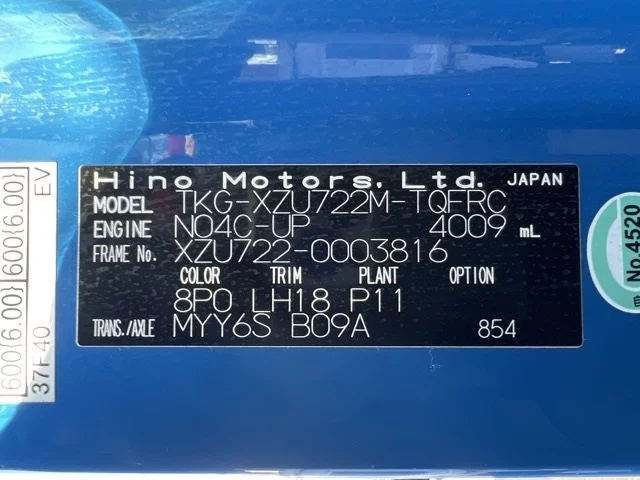 Hino Motors, Ltd. JAPAN
MODEL TKG-XZU722M-TQFRC
ENGINE N04C-UP 4009 mL
FRAME No. XZU722-0003816
COLOR TRIM PLANT OPTION
8P0 LH18 P11
TRANS./AXLE MYY6S B09A 854
600{6.00} 600{6.00}
EV
No.4520